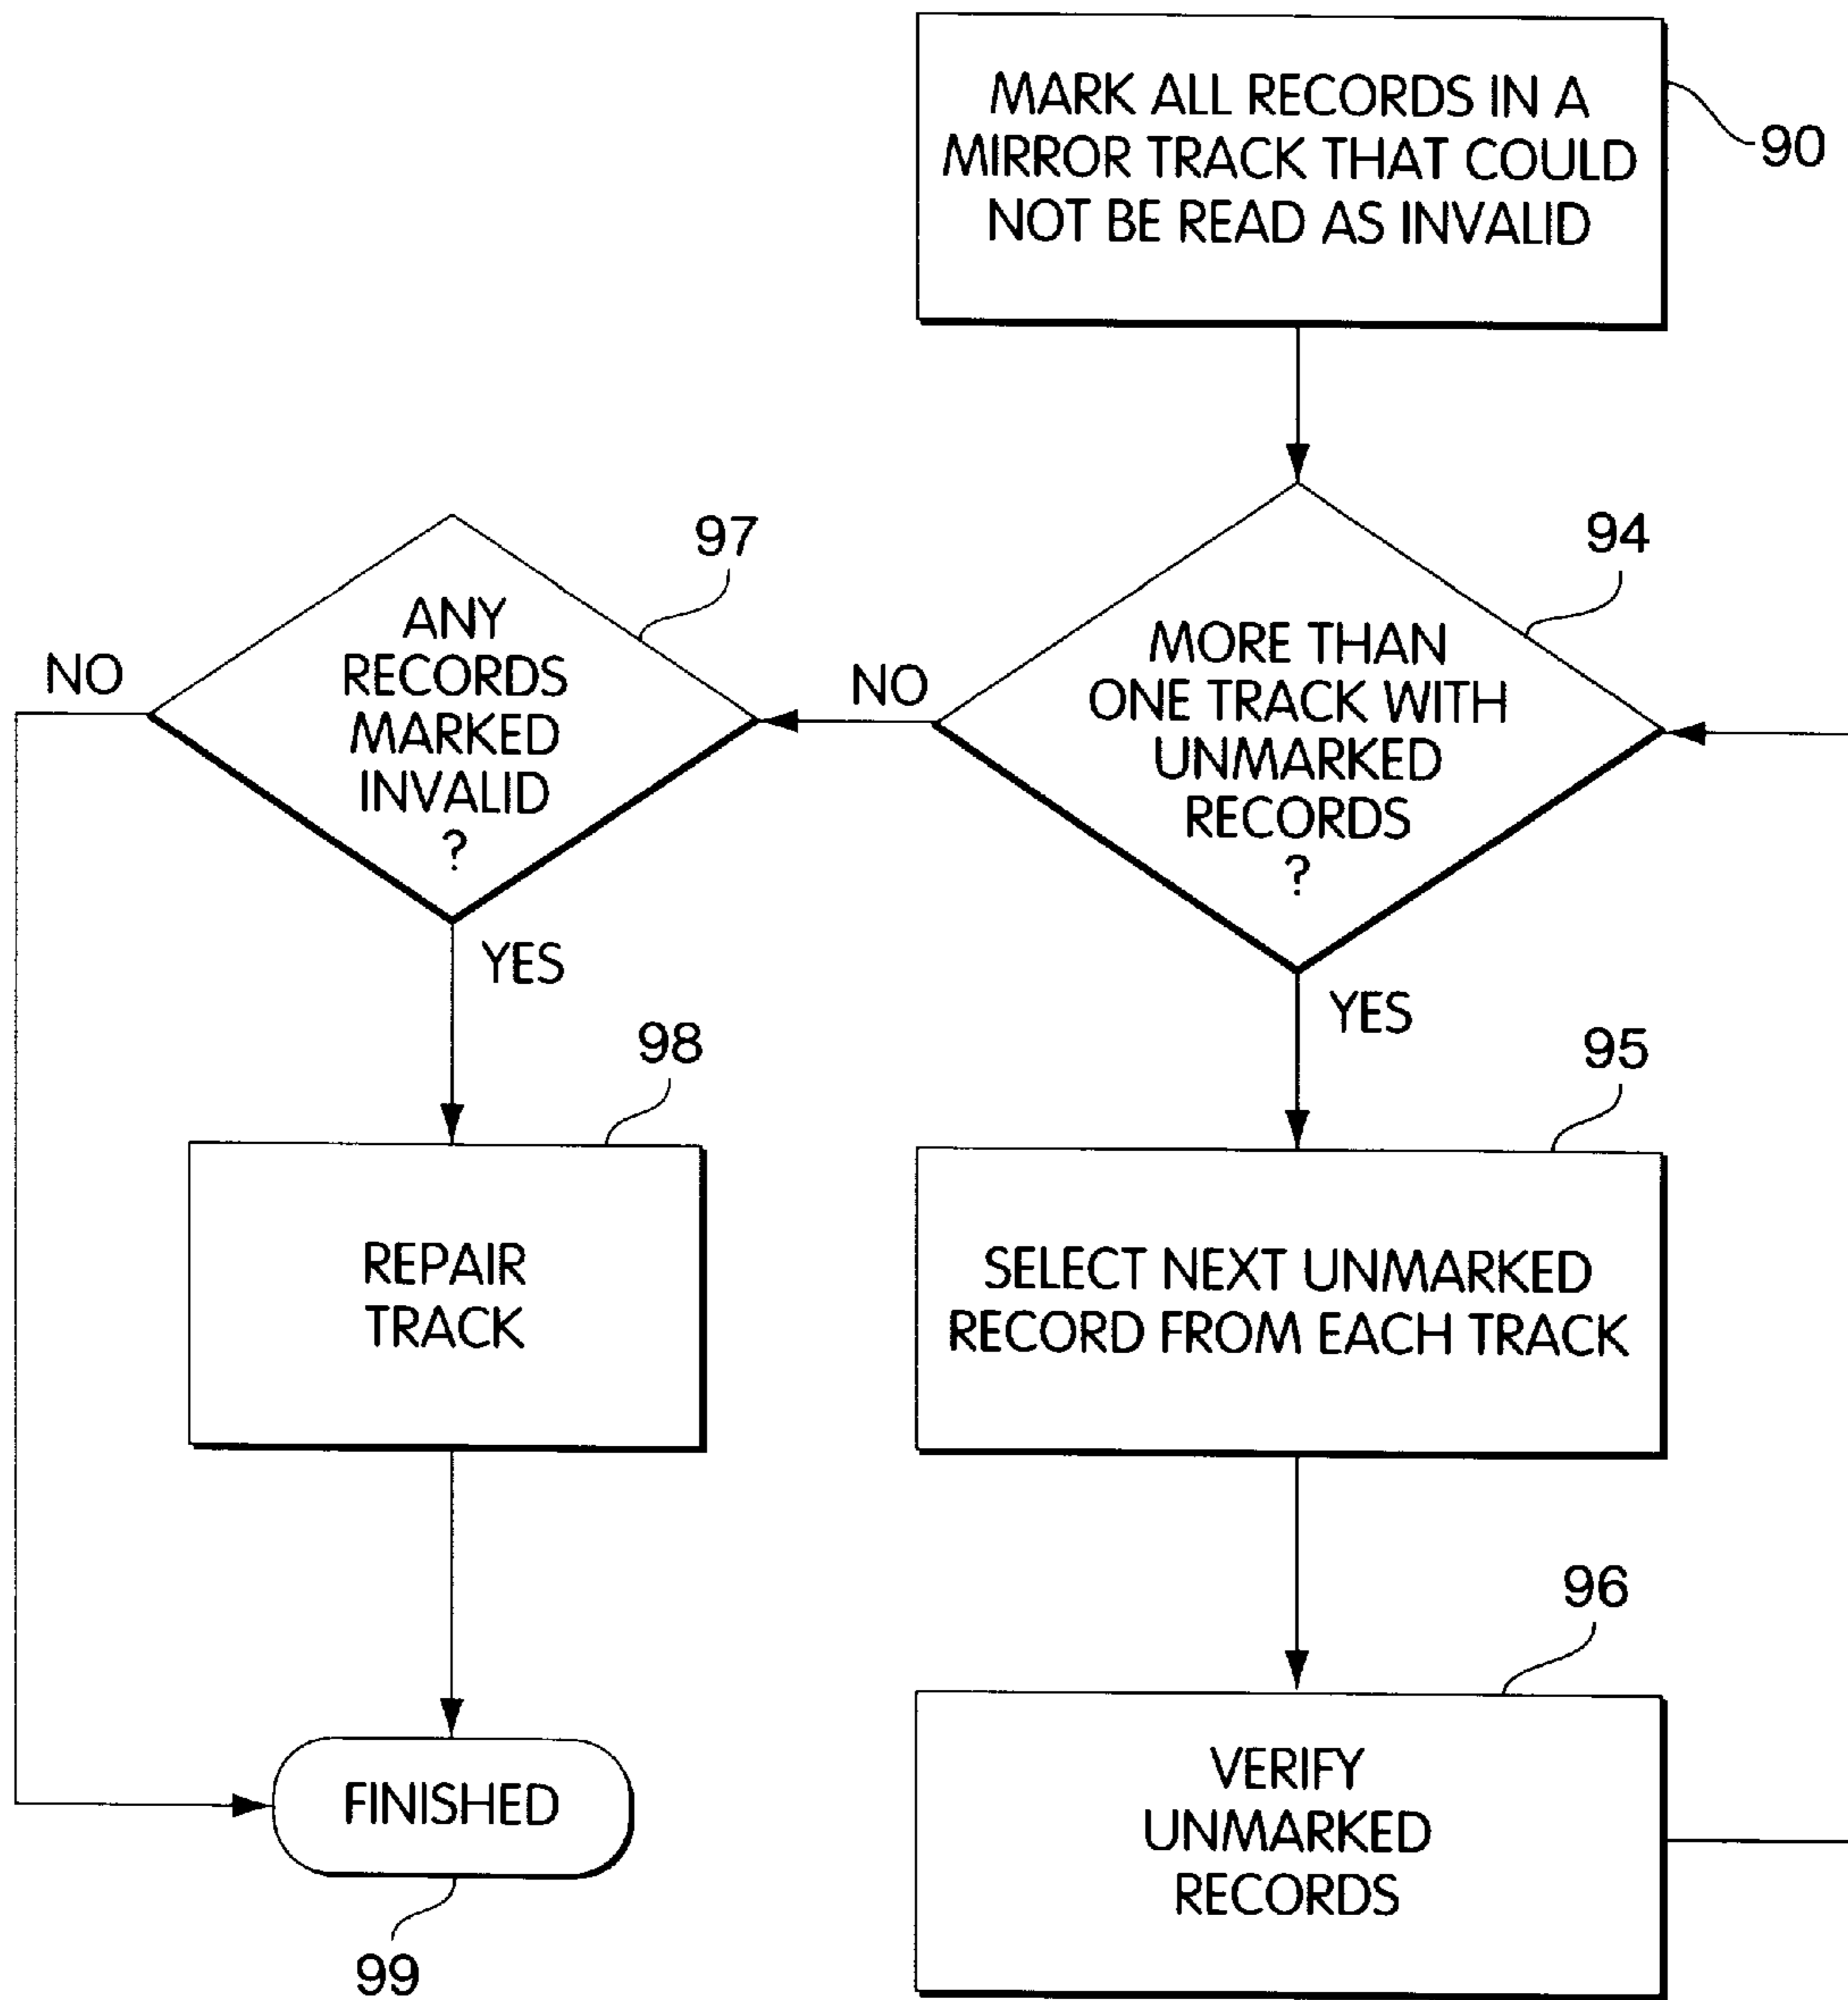 MARK ALL RECORDS IN A
MIRROR TRACK THAT COULD
NOT BE READ AS INVALID
90
94
MORE THAN
ONE TRACK WITH
UNMARKED
RECORDS
?
NO
YES
97
ANY
RECORDS
MARKED
INVALID
?
NO
YES
95
SELECT NEXT UNMARKED
RECORD FROM EACH TRACK
98
REPAIR
TRACK
96
VERIFY
UNMARKED
RECORDS
FINISHED
99